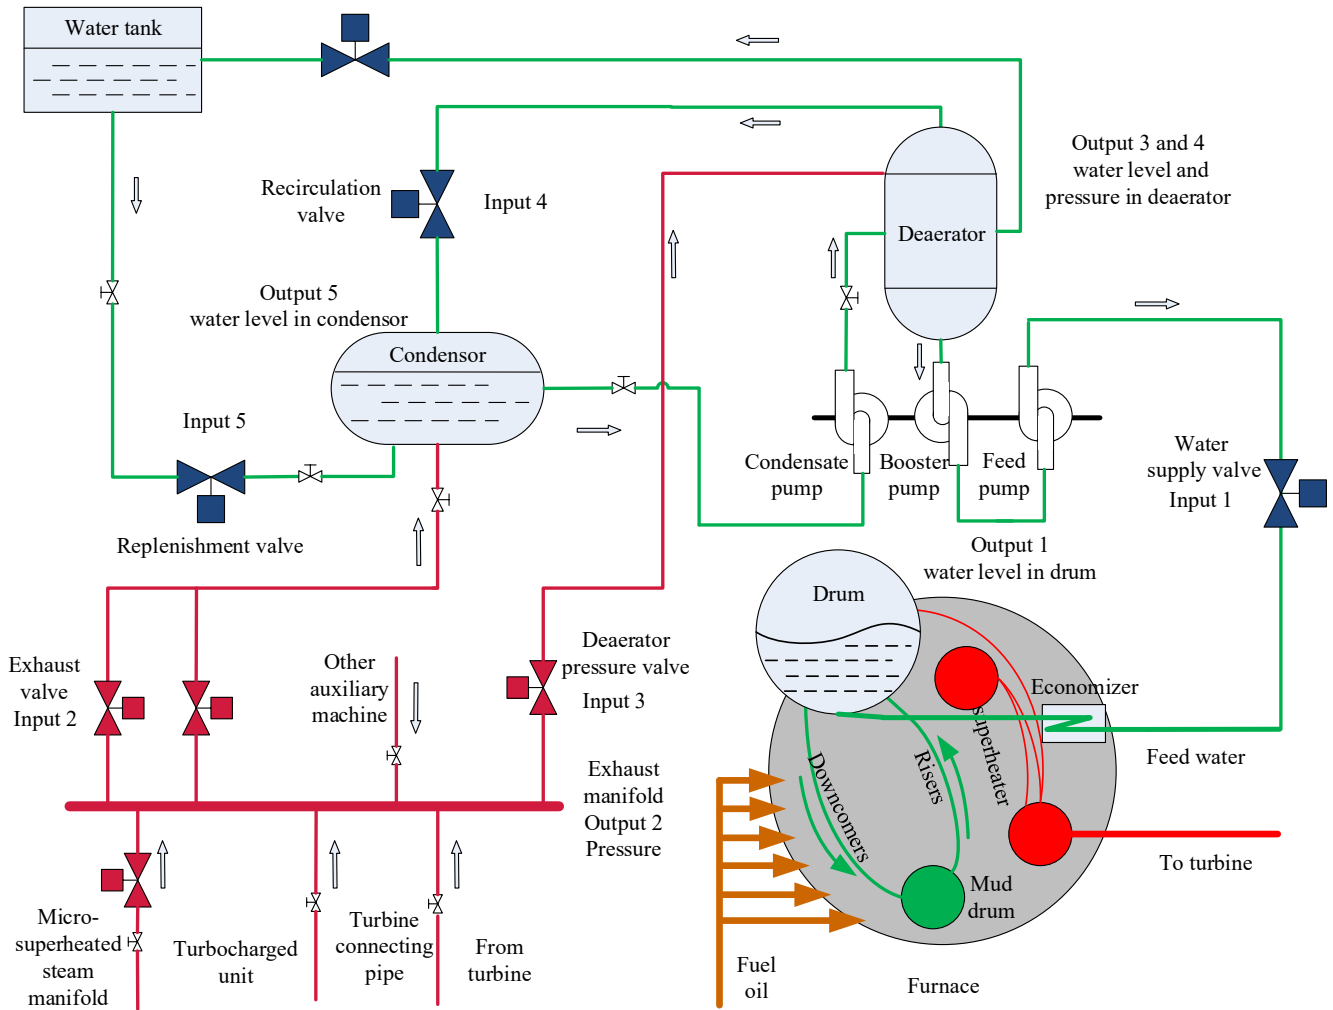 Water tank
Output 3 and 4
water level and
pressure in deaerator
Recirculation
valve
Input 4
Deaerator
Output 5
water level in condensor
Condensor
Input 5
Replenishment valve
Condensate
pump
Booster
pump
Feed
pump
Water
supply valve
Input 1
Output 1
water level in drum
Drum
Exhaust
valve
Input 2
Other
auxiliary
machine
Deaerator
pressure valve
Input 3
Economizer
superheater
Feed water
Downcomers
Risers
Exhaust
manifold
Output 2
Pressure
To turbine
Mud
drum
Micro-
superheated
steam
manifold
Turbocharged
unit
Turbine
connecting
pipe
From
turbine
Fuel
oil
Furnace